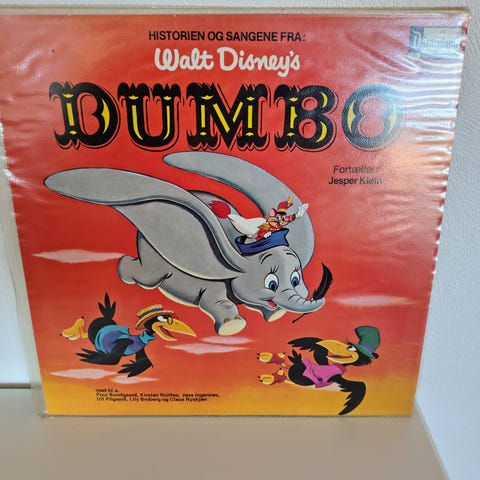 HISTORIEN OG SANGENE FRA:
Walt Disney's
DUMBO
Fortæller:
Jesper Klein
med bl.a.
Poul Bundgaard, Kirsten Rolffes, Jess Ingerslev,
Ulf Pilgaard, Lily Broberg og Claus Ryskjær